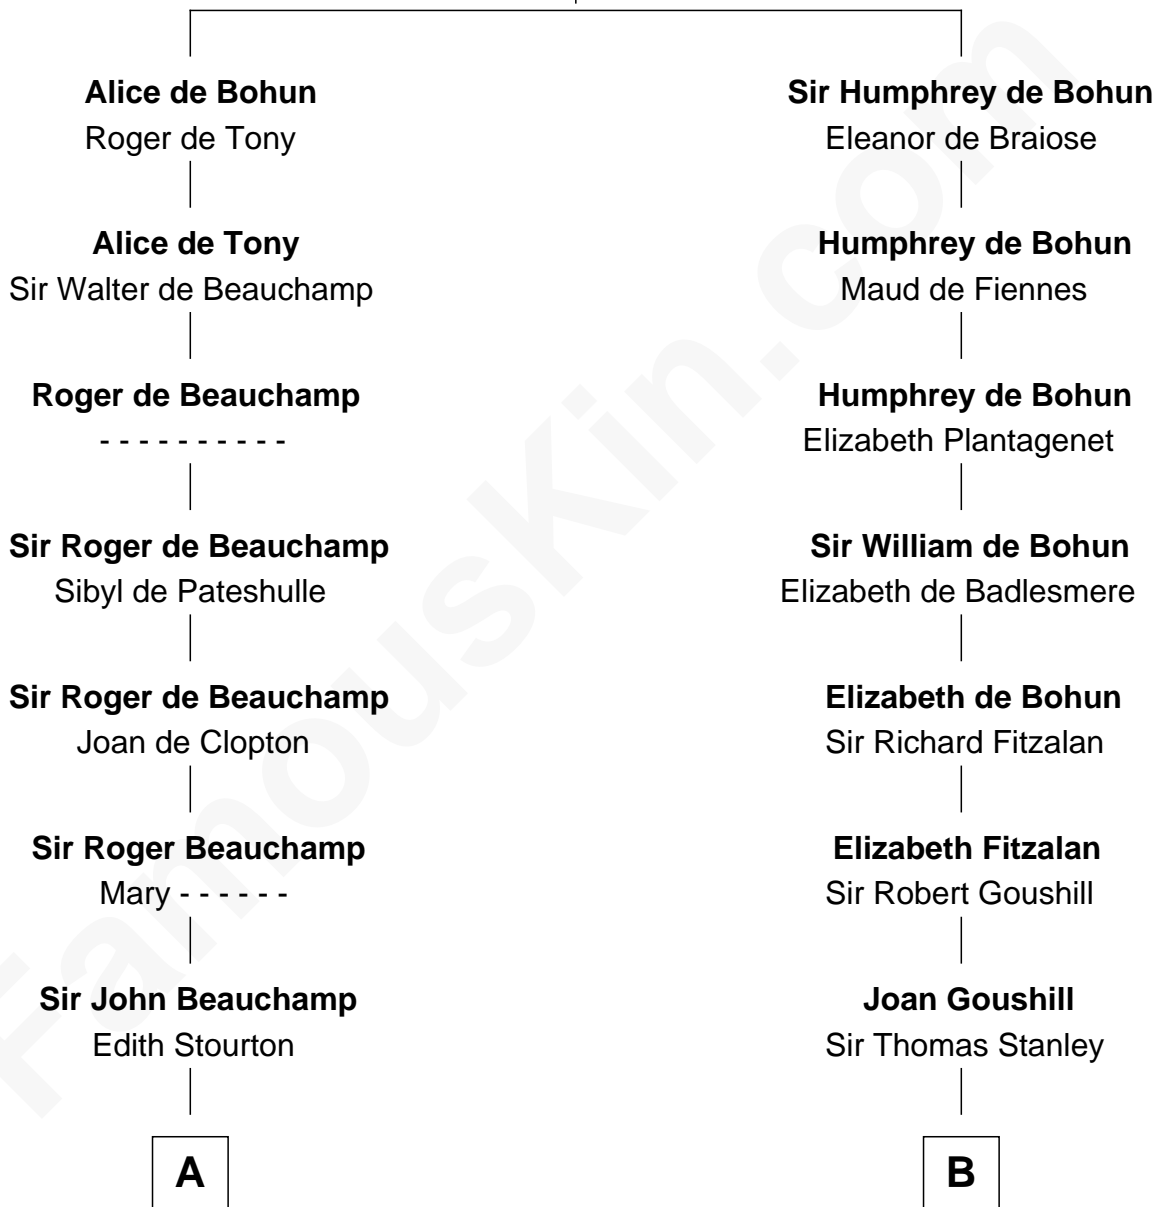 Alice de Bohun
Roger de Tony
Sir Humphrey de Bohun
Eleanor de Braiose
Alice de Tony
Sir Walter de Beauchamp
Humphrey de Bohun
Maud de Fiennes
Roger de Beauchamp
- - - - - - - - - -
Humphrey de Bohun
Elizabeth Plantagenet
Sir Roger de Beauchamp
Sibyl de Pateshulle
Sir William de Bohun
Elizabeth de Badlesmere
Sir Roger de Beauchamp
Joan de Clopton
Elizabeth de Bohun
Sir Richard Fitzalan
Sir Roger Beauchamp
Mary - - - - - -
Elizabeth Fitzalan
Sir Robert Goushill
Sir John Beauchamp
Edith Stourton
Joan Goushill
Sir Thomas Stanley
A
B
FamousKin.com